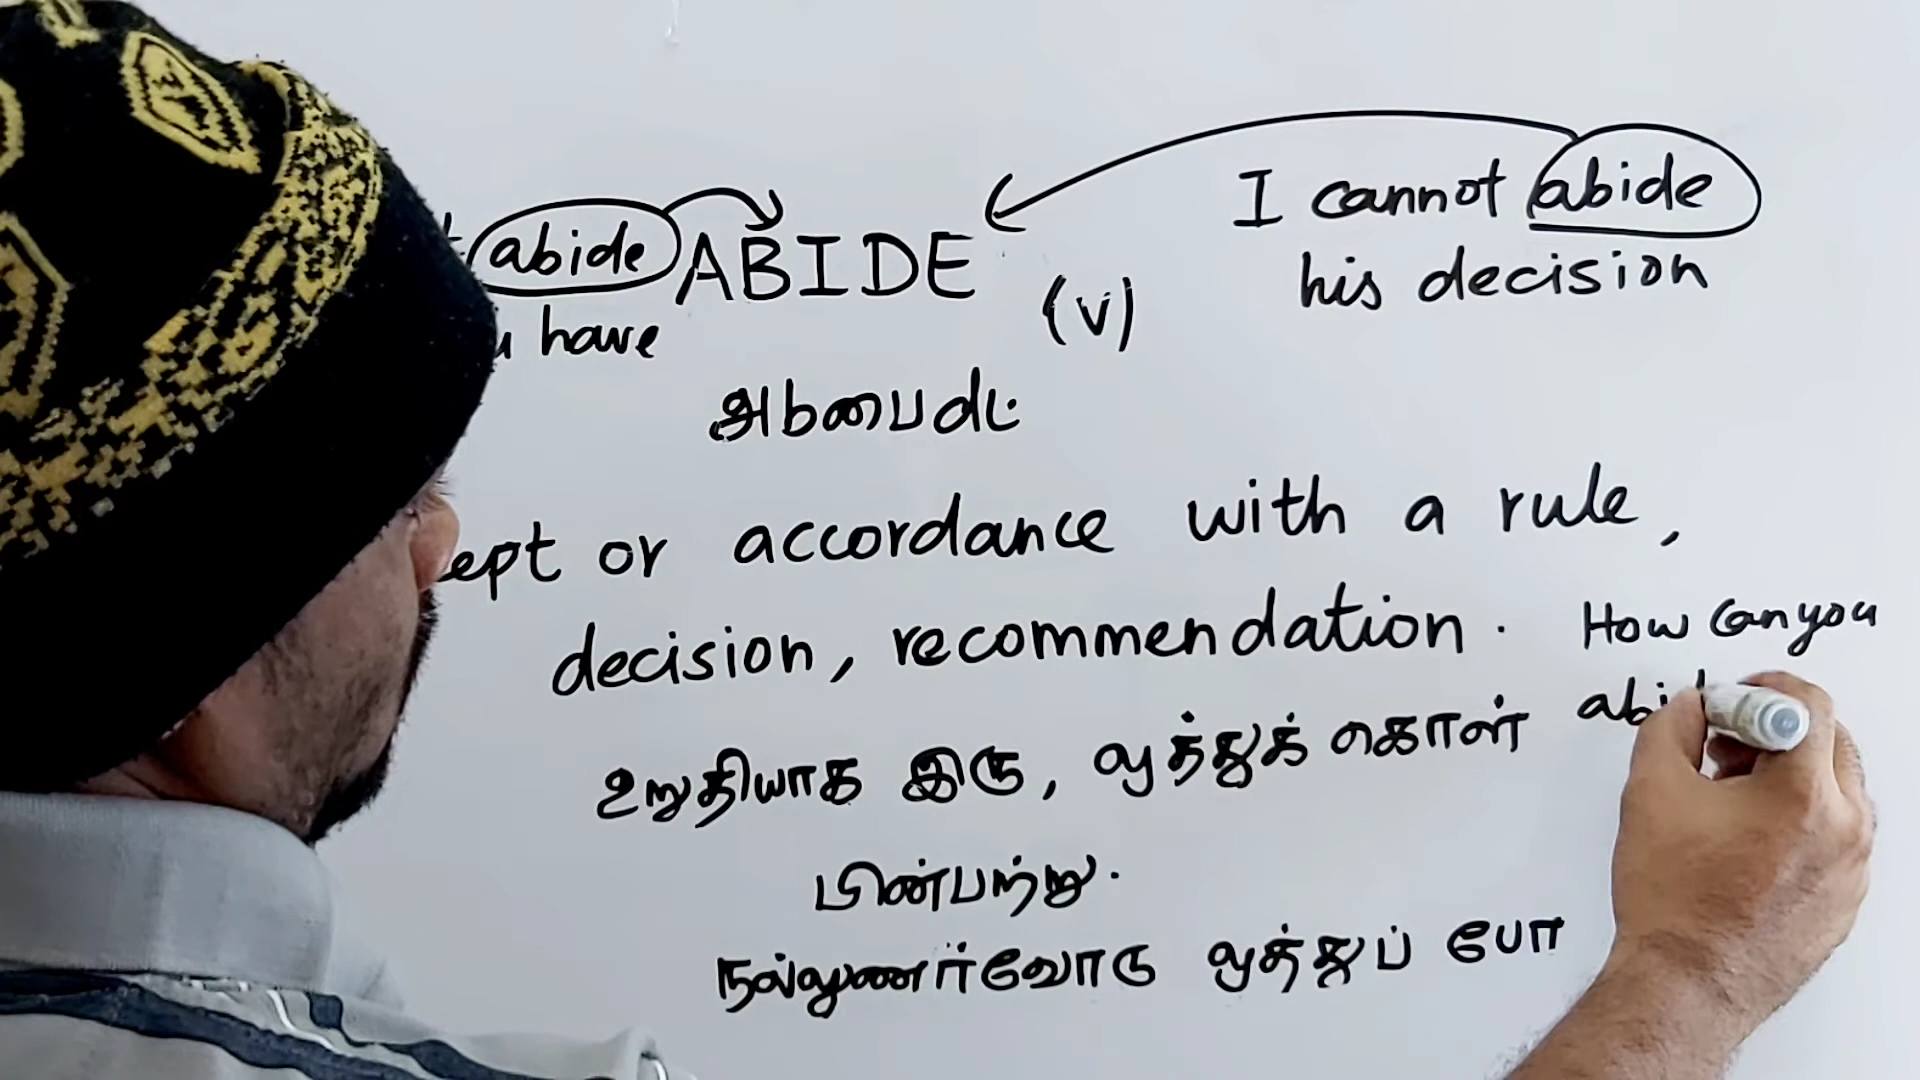 abide ABIDE (v)
have
I cannot abide
his decision
ept or accordance with a rule,
decision, recommendation.
How can you
abi
உறுதியாக இரு, ஒத்துக் கொள்
பின்பற்று.
நல்லுணர்வோடு ஒத்துப் போ